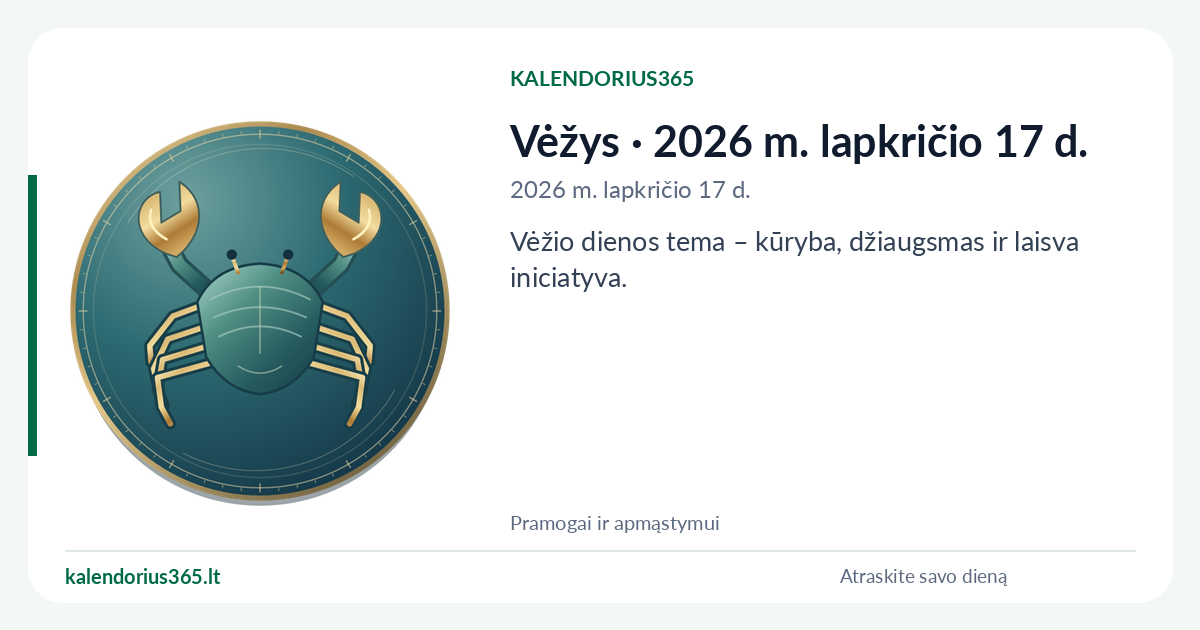 KALENDORIUS365
Vėžys · 2026 m. lapkričio 17 d.
2026 m. lapkričio 17 d.
Vėžio dienos tema – kūryba, džiaugsmas ir laisva
iniciatyva.
Pramogai ir apmąstymui
kalendorius365.lt
Atraskite savo dieną